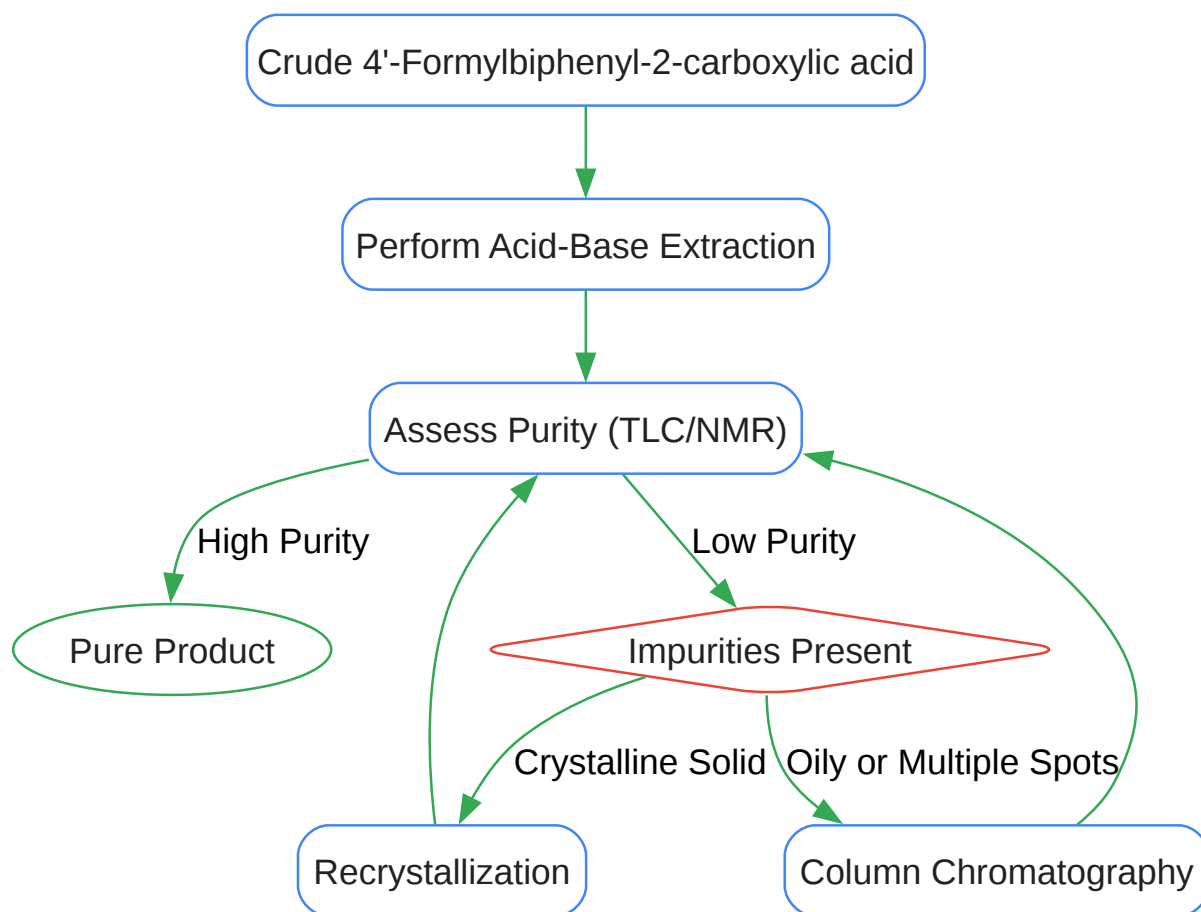 Crude 4'-Formylbiphenyl-2-carboxylic acid
Perform Acid-Base Extraction
Assess Purity (TLC/NMR)
High Purity
Low Purity
Pure Product
Impurities Present
Crystalline Solid
Oily or Multiple Spots
Recrystallization
Column Chromatography